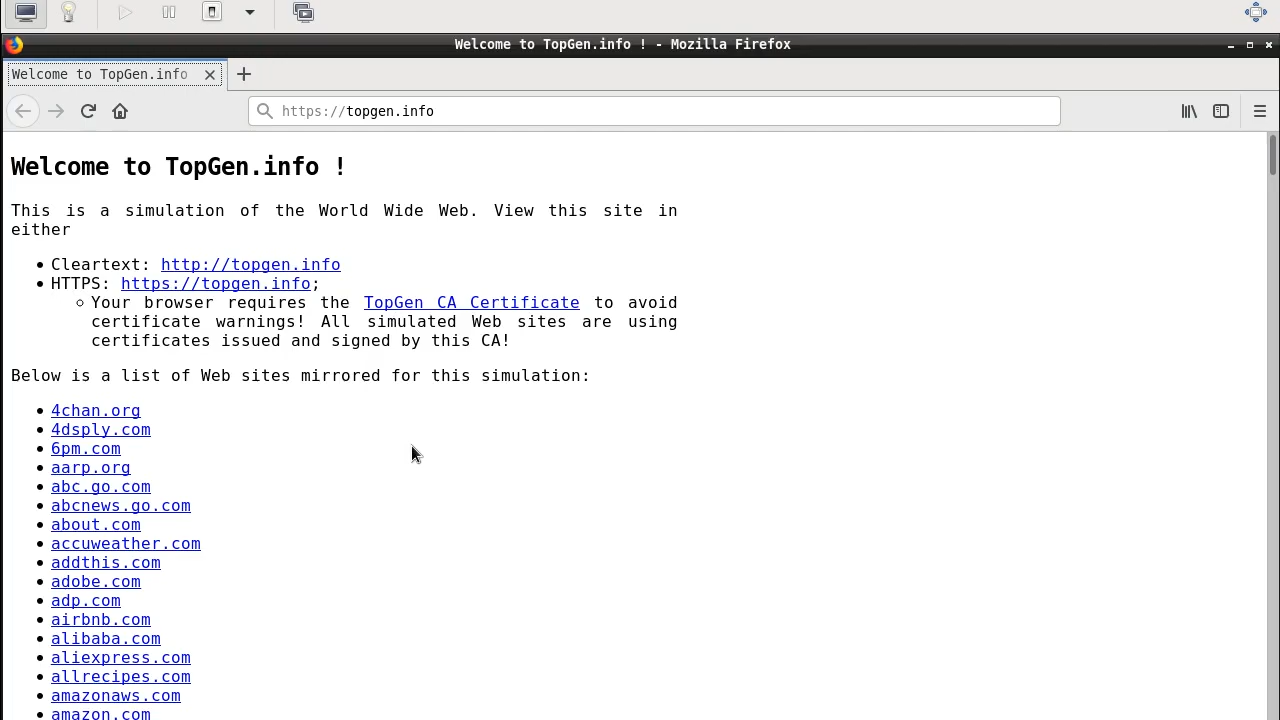 Welcome to TopGen.info ! - Mozilla Firefox
Welcome to TopGen.info
https://topgen.info
Welcome to TopGen.info !
This is a simulation of the World Wide Web. View this site in
either
Cleartext: http://topgen.info
HTTPS: https://topgen.info;
Your browser requires the TopGen CA Certificate to avoid
certificate warnings! All simulated Web sites are using
certificates issued and signed by this CA!
Below is a list of Web sites mirrored for this simulation:
4chan.org
4dsply.com
6pm.com
aarp.org
abc.go.com
abcnews.go.com
about.com
accuweather.com
addthis.com
adobe.com
adp.com
airbnb.com
alibaba.com
aliexpress.com
allrecipes.com
amazonaws.com
amazon.com